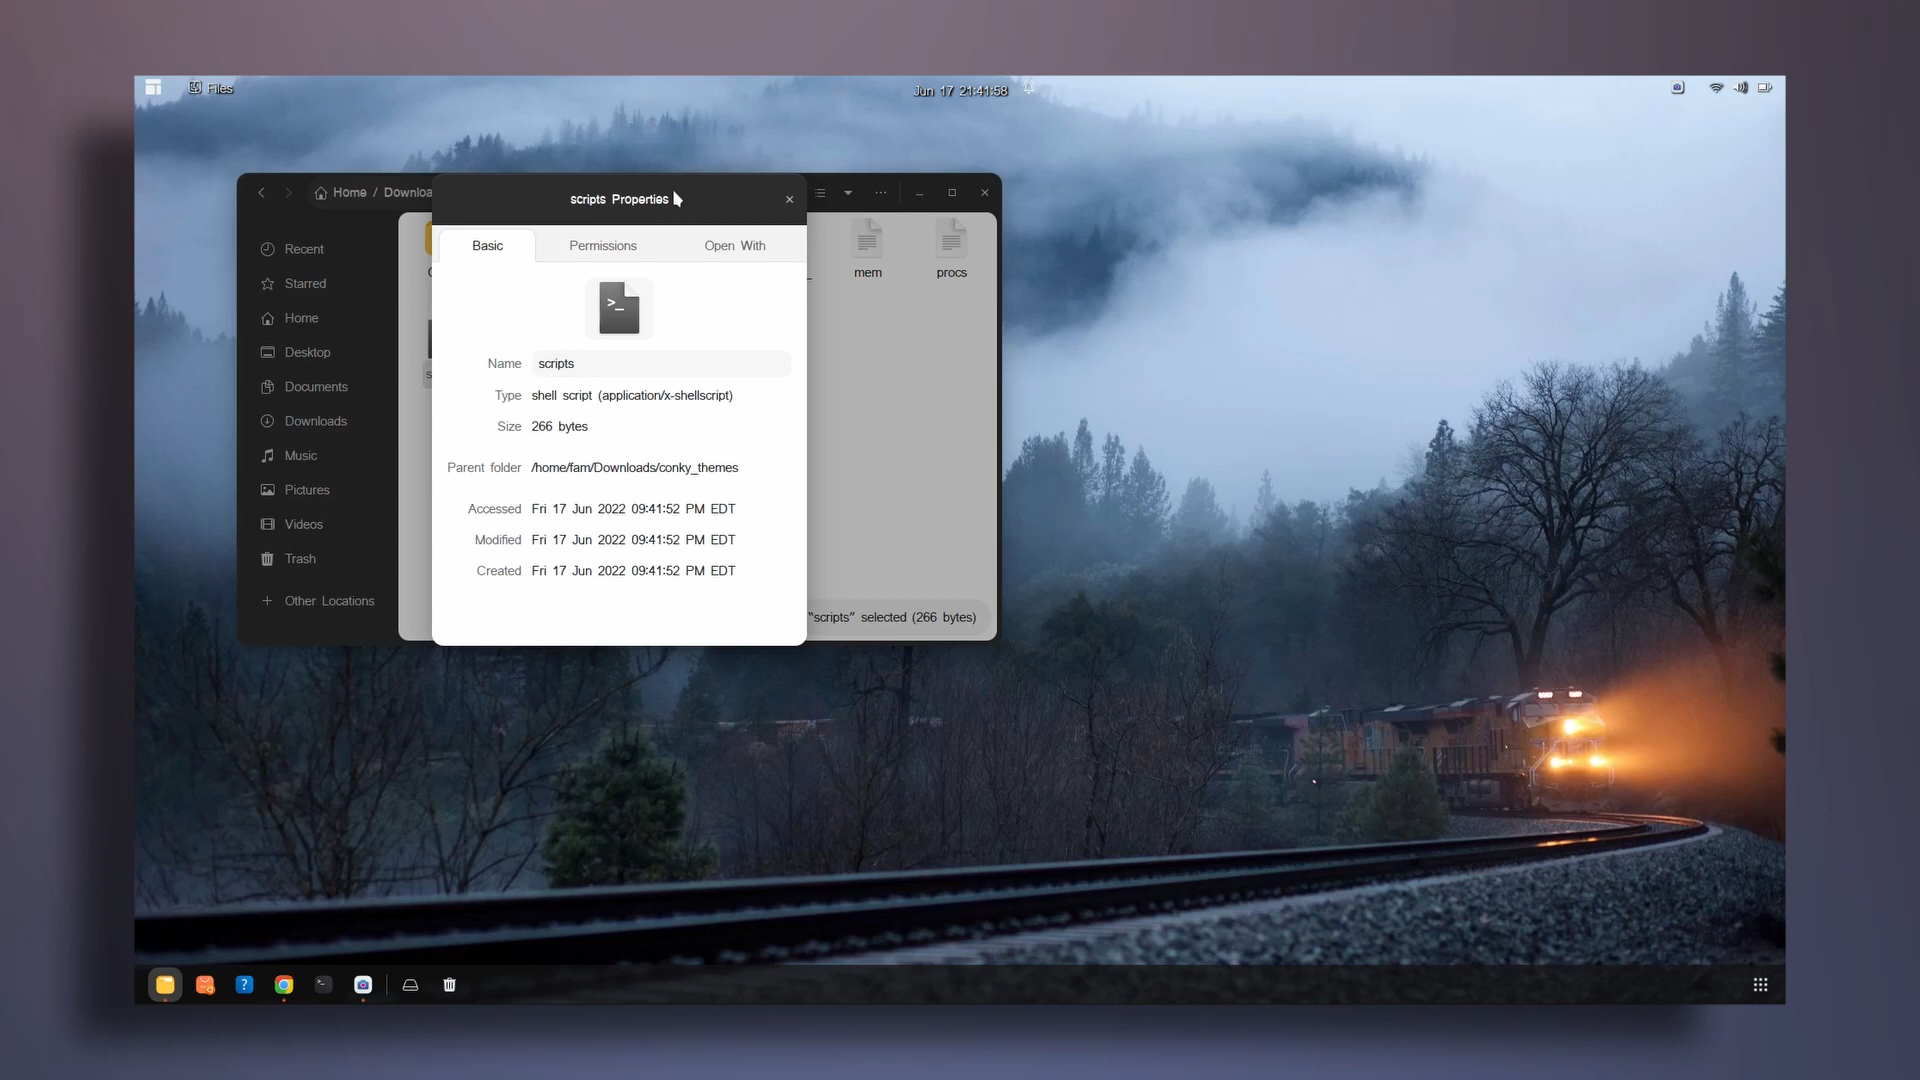 Files
Jun 17 21:41:58
Home / Downloa
scripts Properties
Recent
Starred
Home
Desktop
Documents
Downloads
Music
Pictures
Videos
Trash
Other Locations
Basic Permissions Open With
Name scripts
Type shell script (application/x-shellscript)
Size 266 bytes
Parent folder /home/fam/Downloads/conky_themes
Accessed Fri 17 Jun 2022 09:41:52 PM EDT
Modified Fri 17 Jun 2022 09:41:52 PM EDT
Created Fri 17 Jun 2022 09:41:52 PM EDT
mem
procs
“scripts” selected (266 bytes)